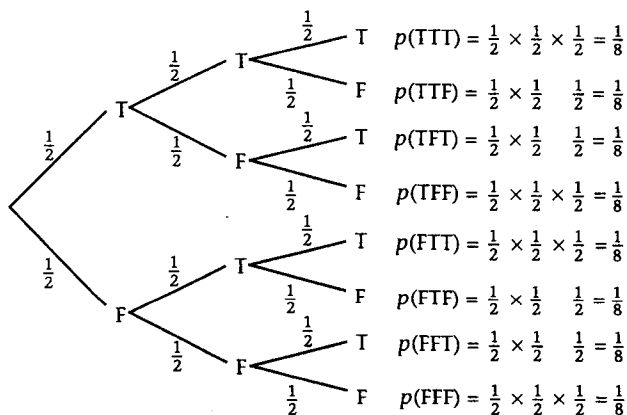 1/2 T p(TTT) = 1/2 × 1/2 × 1/2 = 1/8
1/2 T
1/2 F p(TTF) = 1/2 × 1/2 1/2 = 1/8
T
1/2 T p(TFT) = 1/2 × 1/2 1/2 = 1/8
1/2 1/2 F
1/2 F p(TFF) = 1/2 × 1/2 × 1/2 = 1/8
1/2 T p(FTT) = 1/2 × 1/2 × 1/2 = 1/8
1/2 1/2 T
1/2 F p(FTF) = 1/2 × 1/2 1/2 = 1/8
F
1/2 T p(FFT) = 1/2 × 1/2 1/2 = 1/8
1/2 F
1/2 F p(FFF) = 1/2 × 1/2 × 1/2 = 1/8